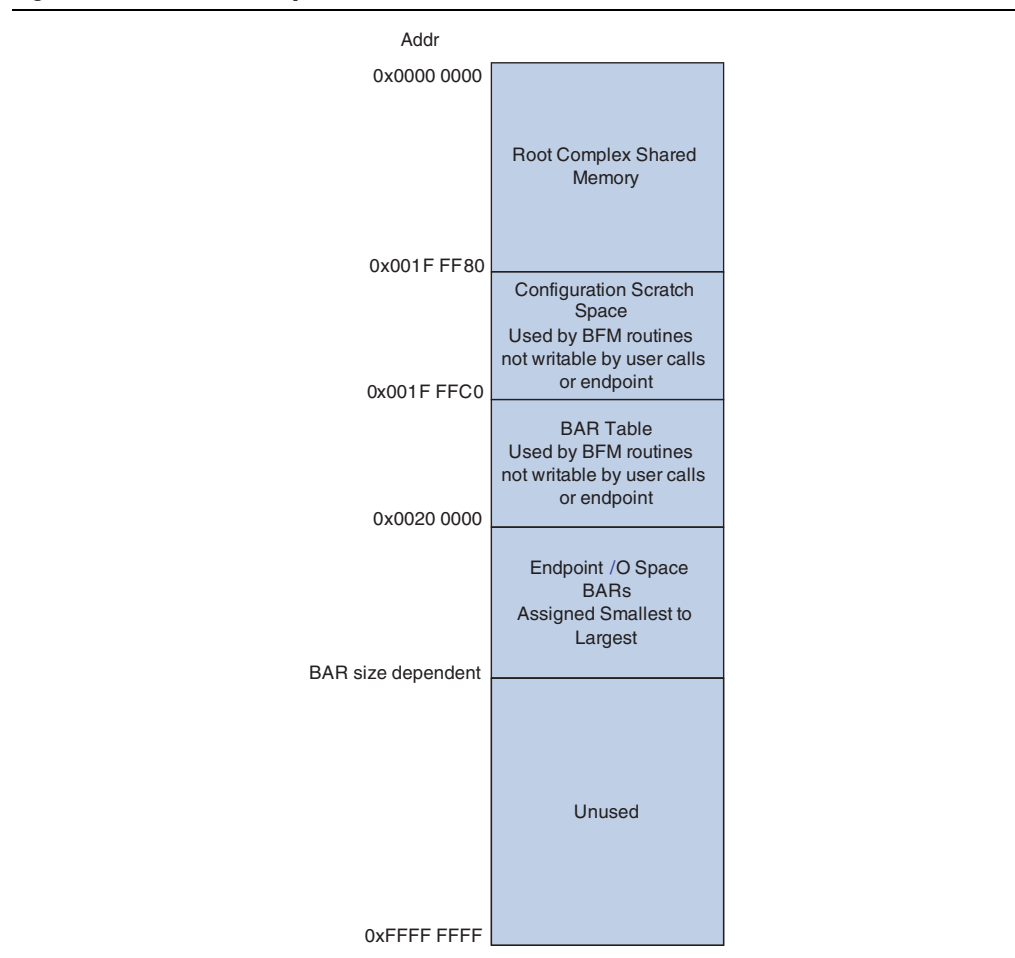 Addr
0x0000 0000
Root Complex Shared
Memory
0x001F FF80
Configuration Scratch
Space
Used by BFM routines
not writable by user calls
or endpoint
0x001F FFC0
BAR Table
Used by BFM routines
not writable by user calls
or endpoint
0x0020 0000
Endpoint /O Space
BARs
Assigned Smallest to
Largest
BAR size dependent
Unused
0xFFFF FFFF